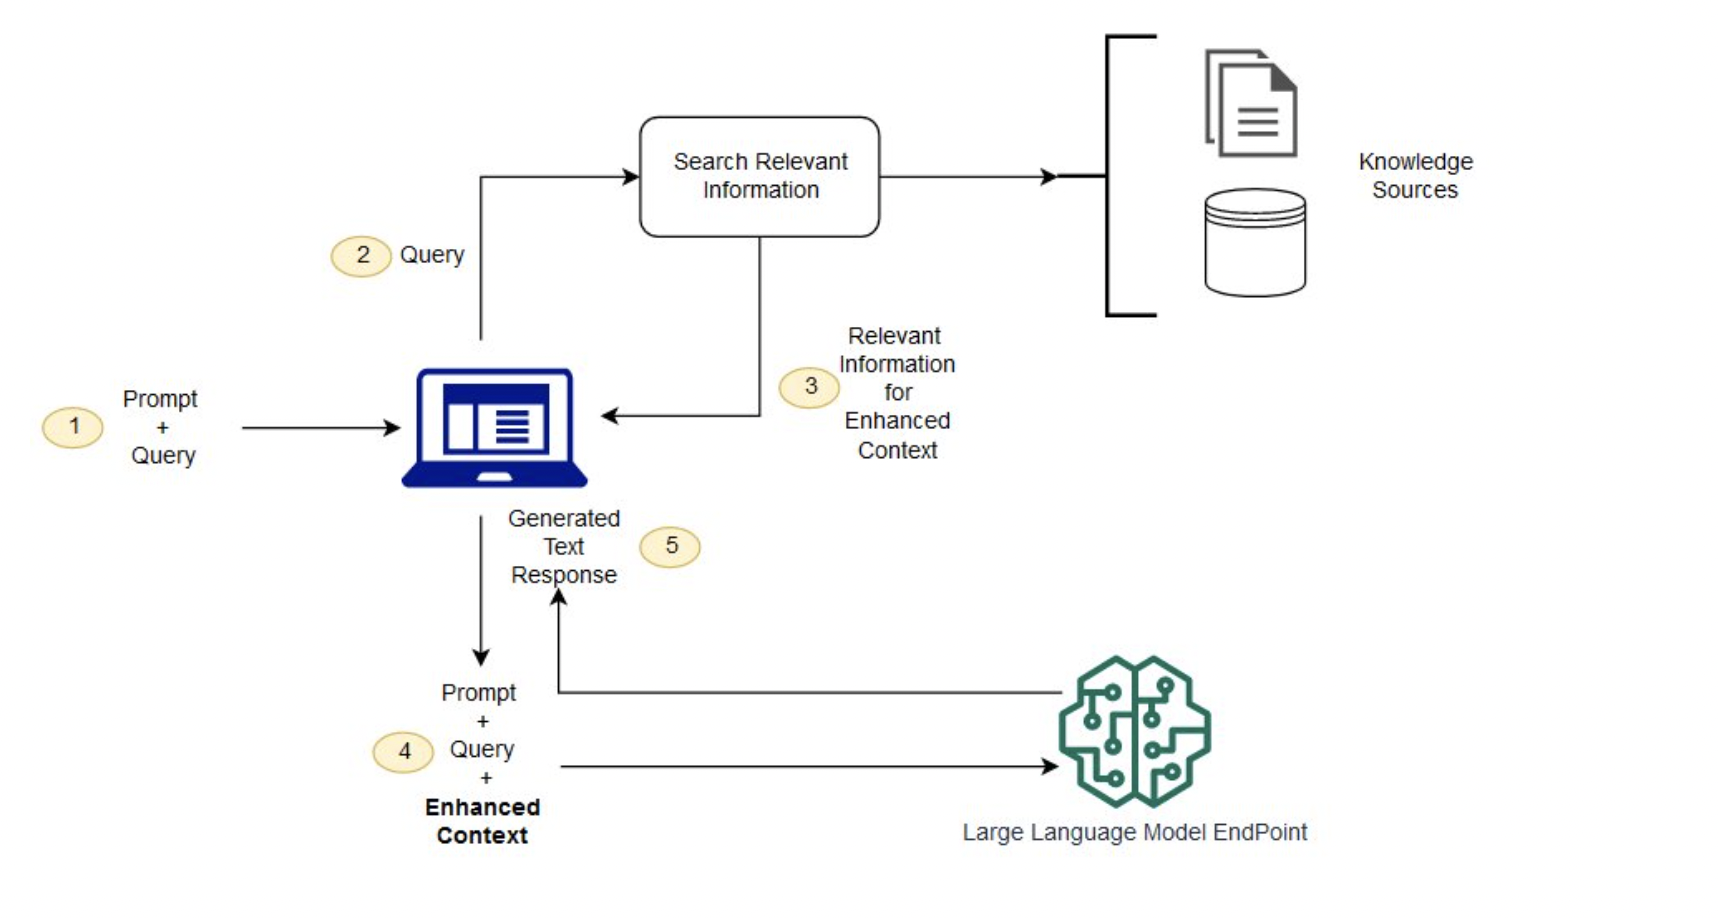 Search Relevant
Information
Knowledge
Sources
2
Query
Relevant
Information
for
Enhanced
Context
3
1
Prompt
+
Query
Generated
Text
Response
5
Prompt
+
Query
+
Enhanced
Context
4
Large Language Model EndPoint